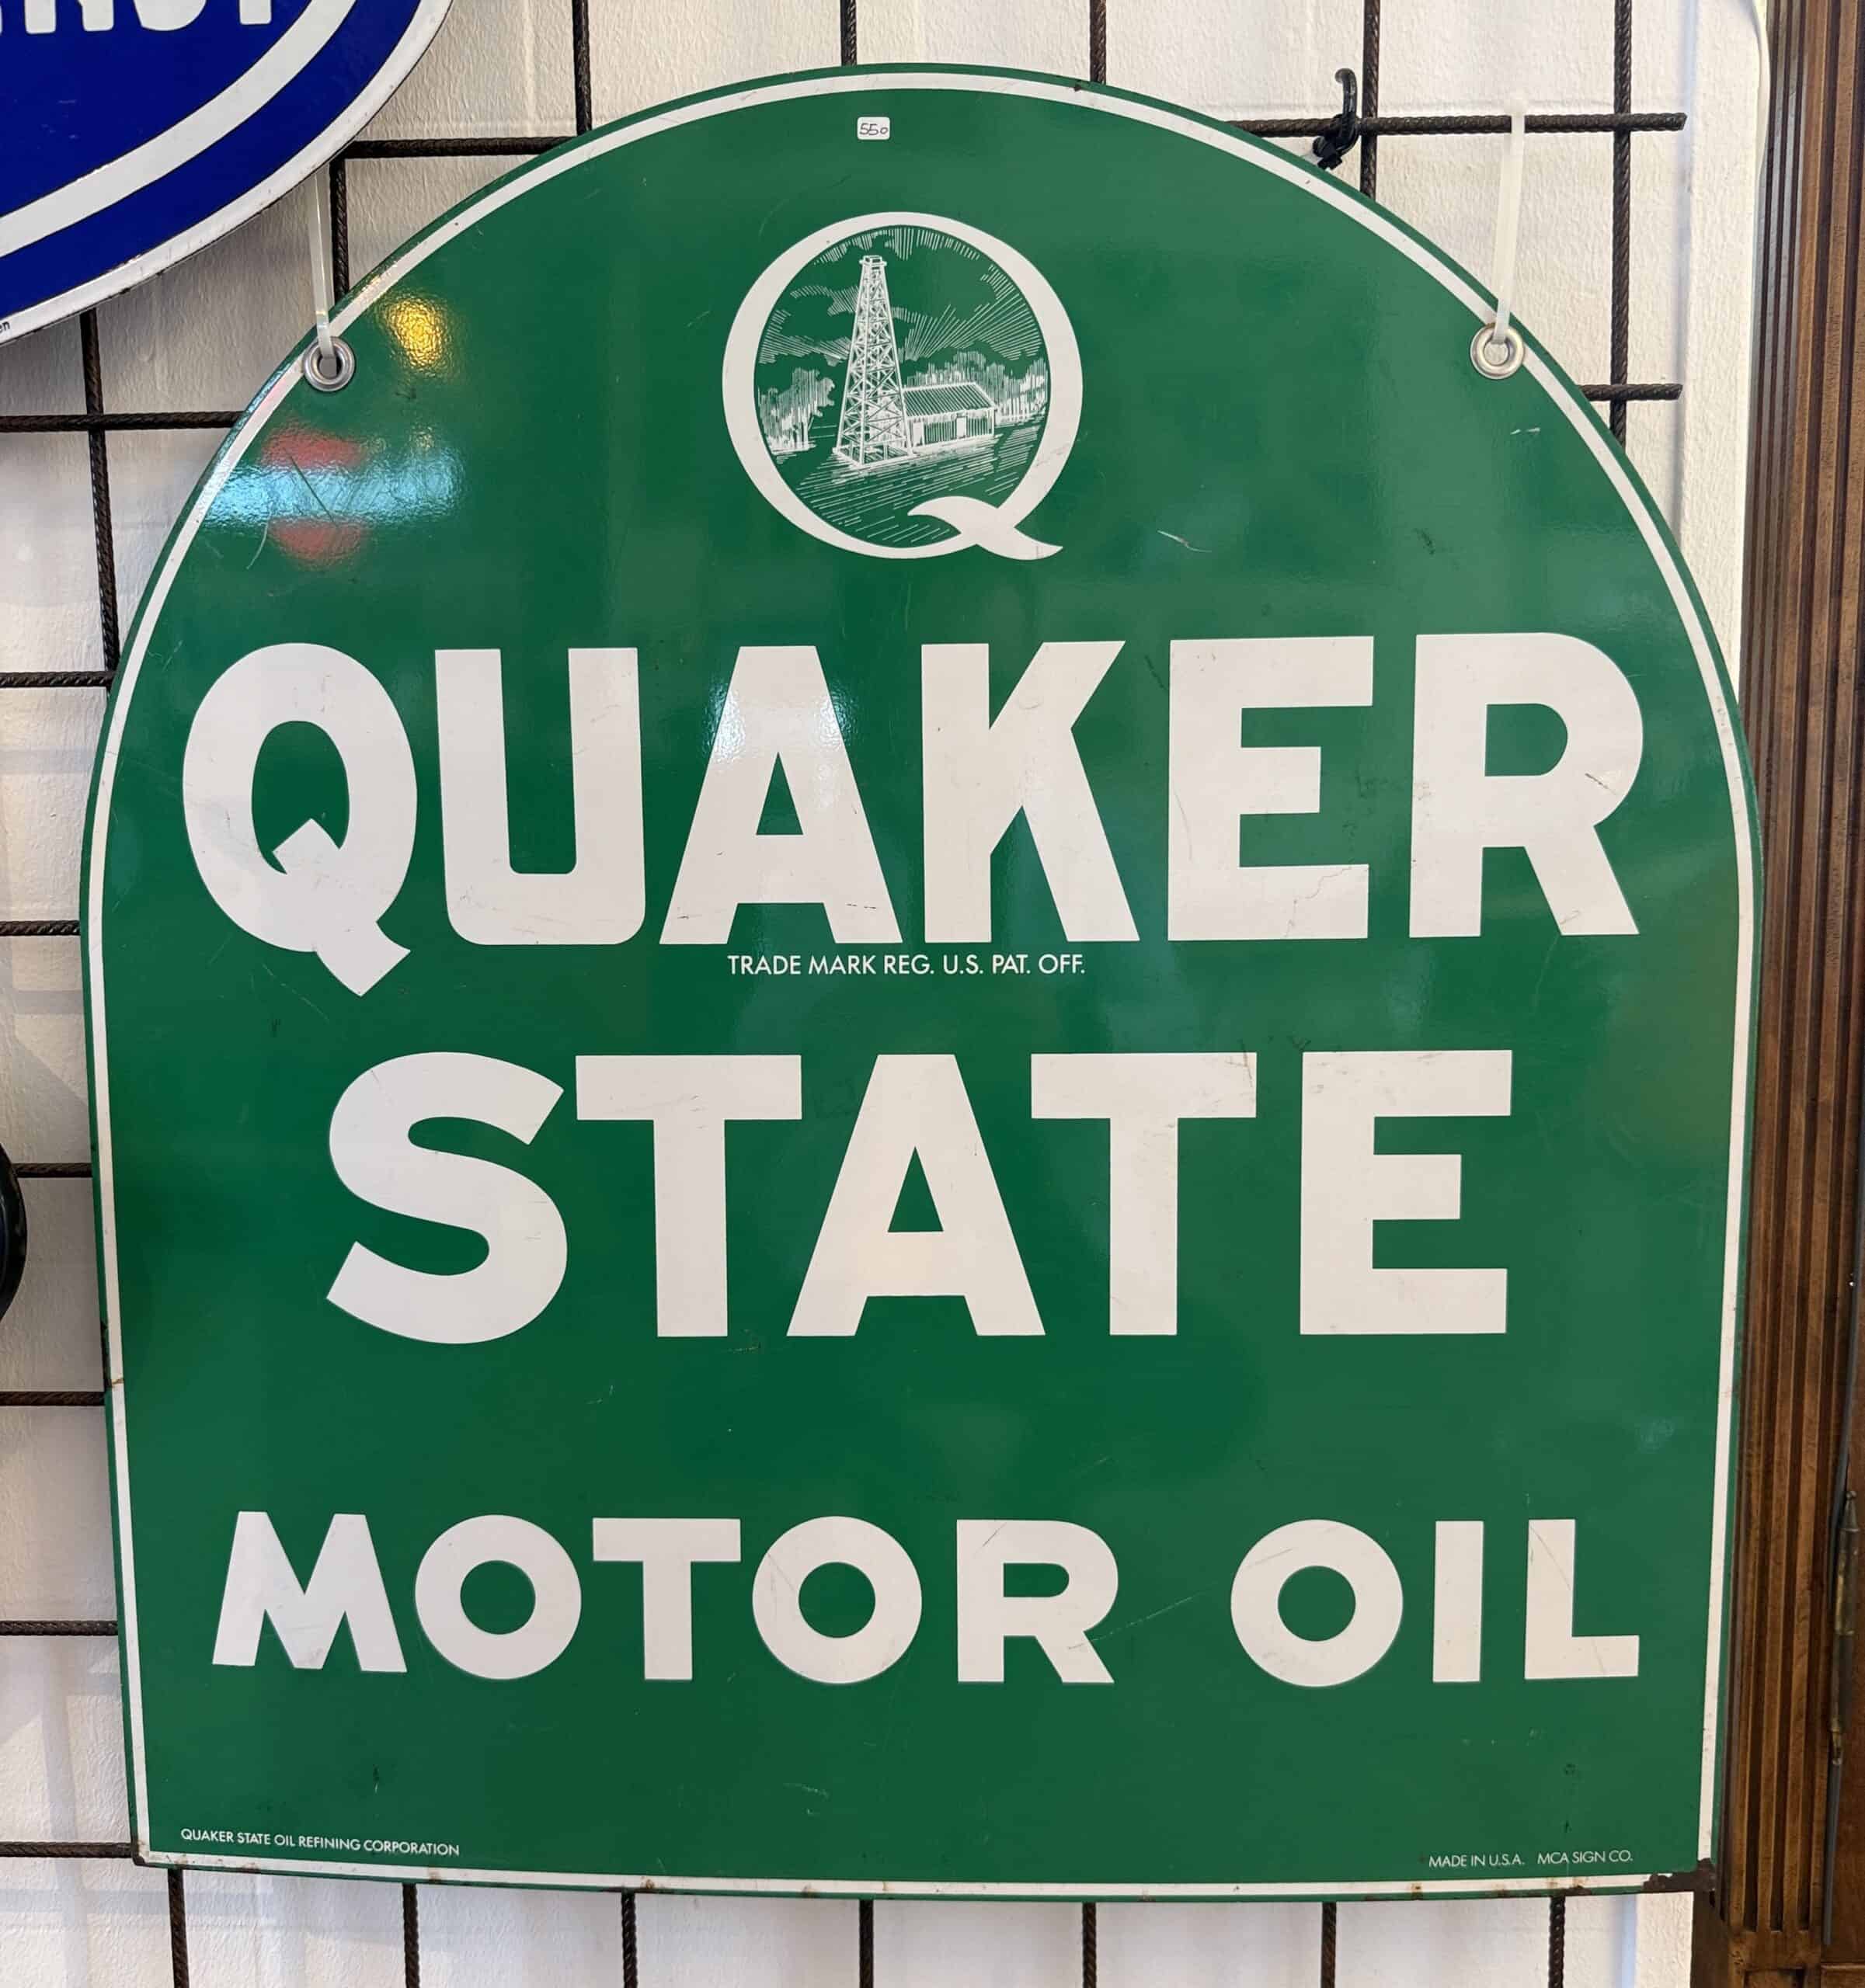 550
Q
QUAKER
TRADE MARK REG. U.S. PAT. OFF.
STATE
MOTOR OIL
QUAKER STATE OIL REFINING CORPORATION
MADE IN U.S.A. MCA SIGN CO.